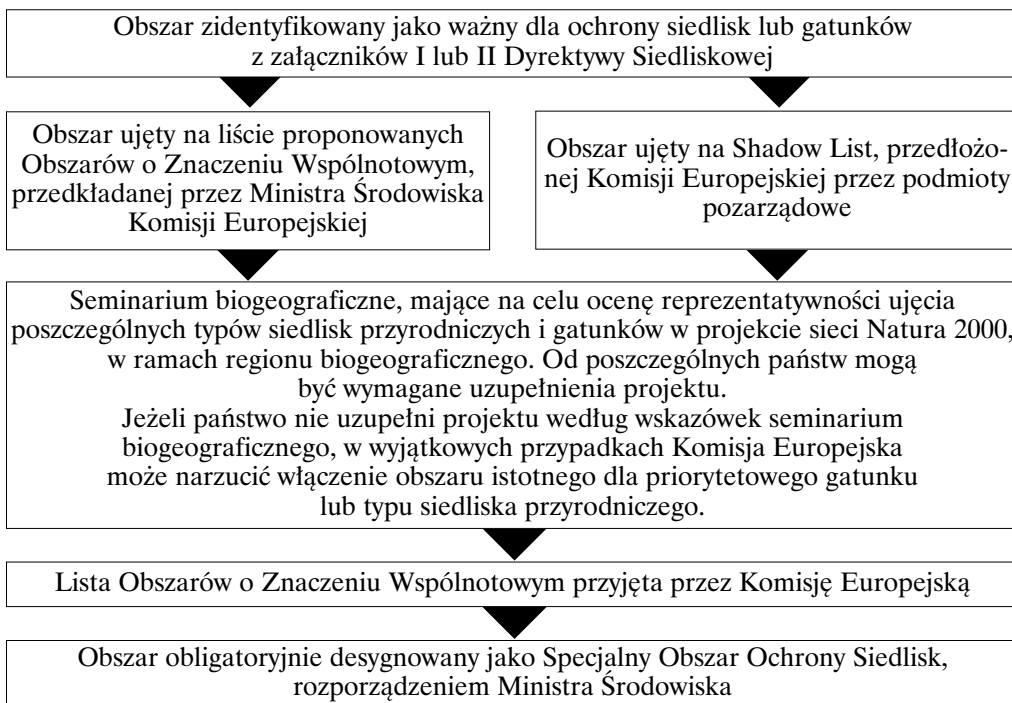 Obszar zidentyfikowany jako ważny dla ochrony siedlisk lub gatunków
z załączników I lub II Dyrektywy Siedliskowej
Obszar ujęty na liście proponowanych
Obszarów o Znaczeniu Wspólnotowym,
przedkładanej przez Ministra Środowiska
Komisji Europejskiej
Obszar ujęty na Shadow List, przedłożo-
nej Komisji Europejskiej przez podmioty
pozarządowe
Seminarium biogeograficzne, mające na celu ocenę reprezentatywności ujęcia
poszczególnych typów siedlisk przyrodniczych i gatunków w projekcie sieci Natura 2000,
w ramach regionu biogeograficznego. Od poszczególnych państw mogą
być wymagane uzupełnienia projektu.
Jeżeli państwo nie uzupełni projektu według wskazówek seminarium
biogeograficznego, w wyjątkowych przypadkach Komisja Europejska
może narzucić włączenie obszaru istotnego dla priorytetowego gatunku
lub typu siedliska przyrodniczego.
Lista Obszarów o Znaczeniu Wspólnotowym przyjęta przez Komisję Europejską
Obszar obligatoryjnie desygnowany jako Specjalny Obszar Ochrony Siedlisk,
rozporządzeniem Ministra Środowiska